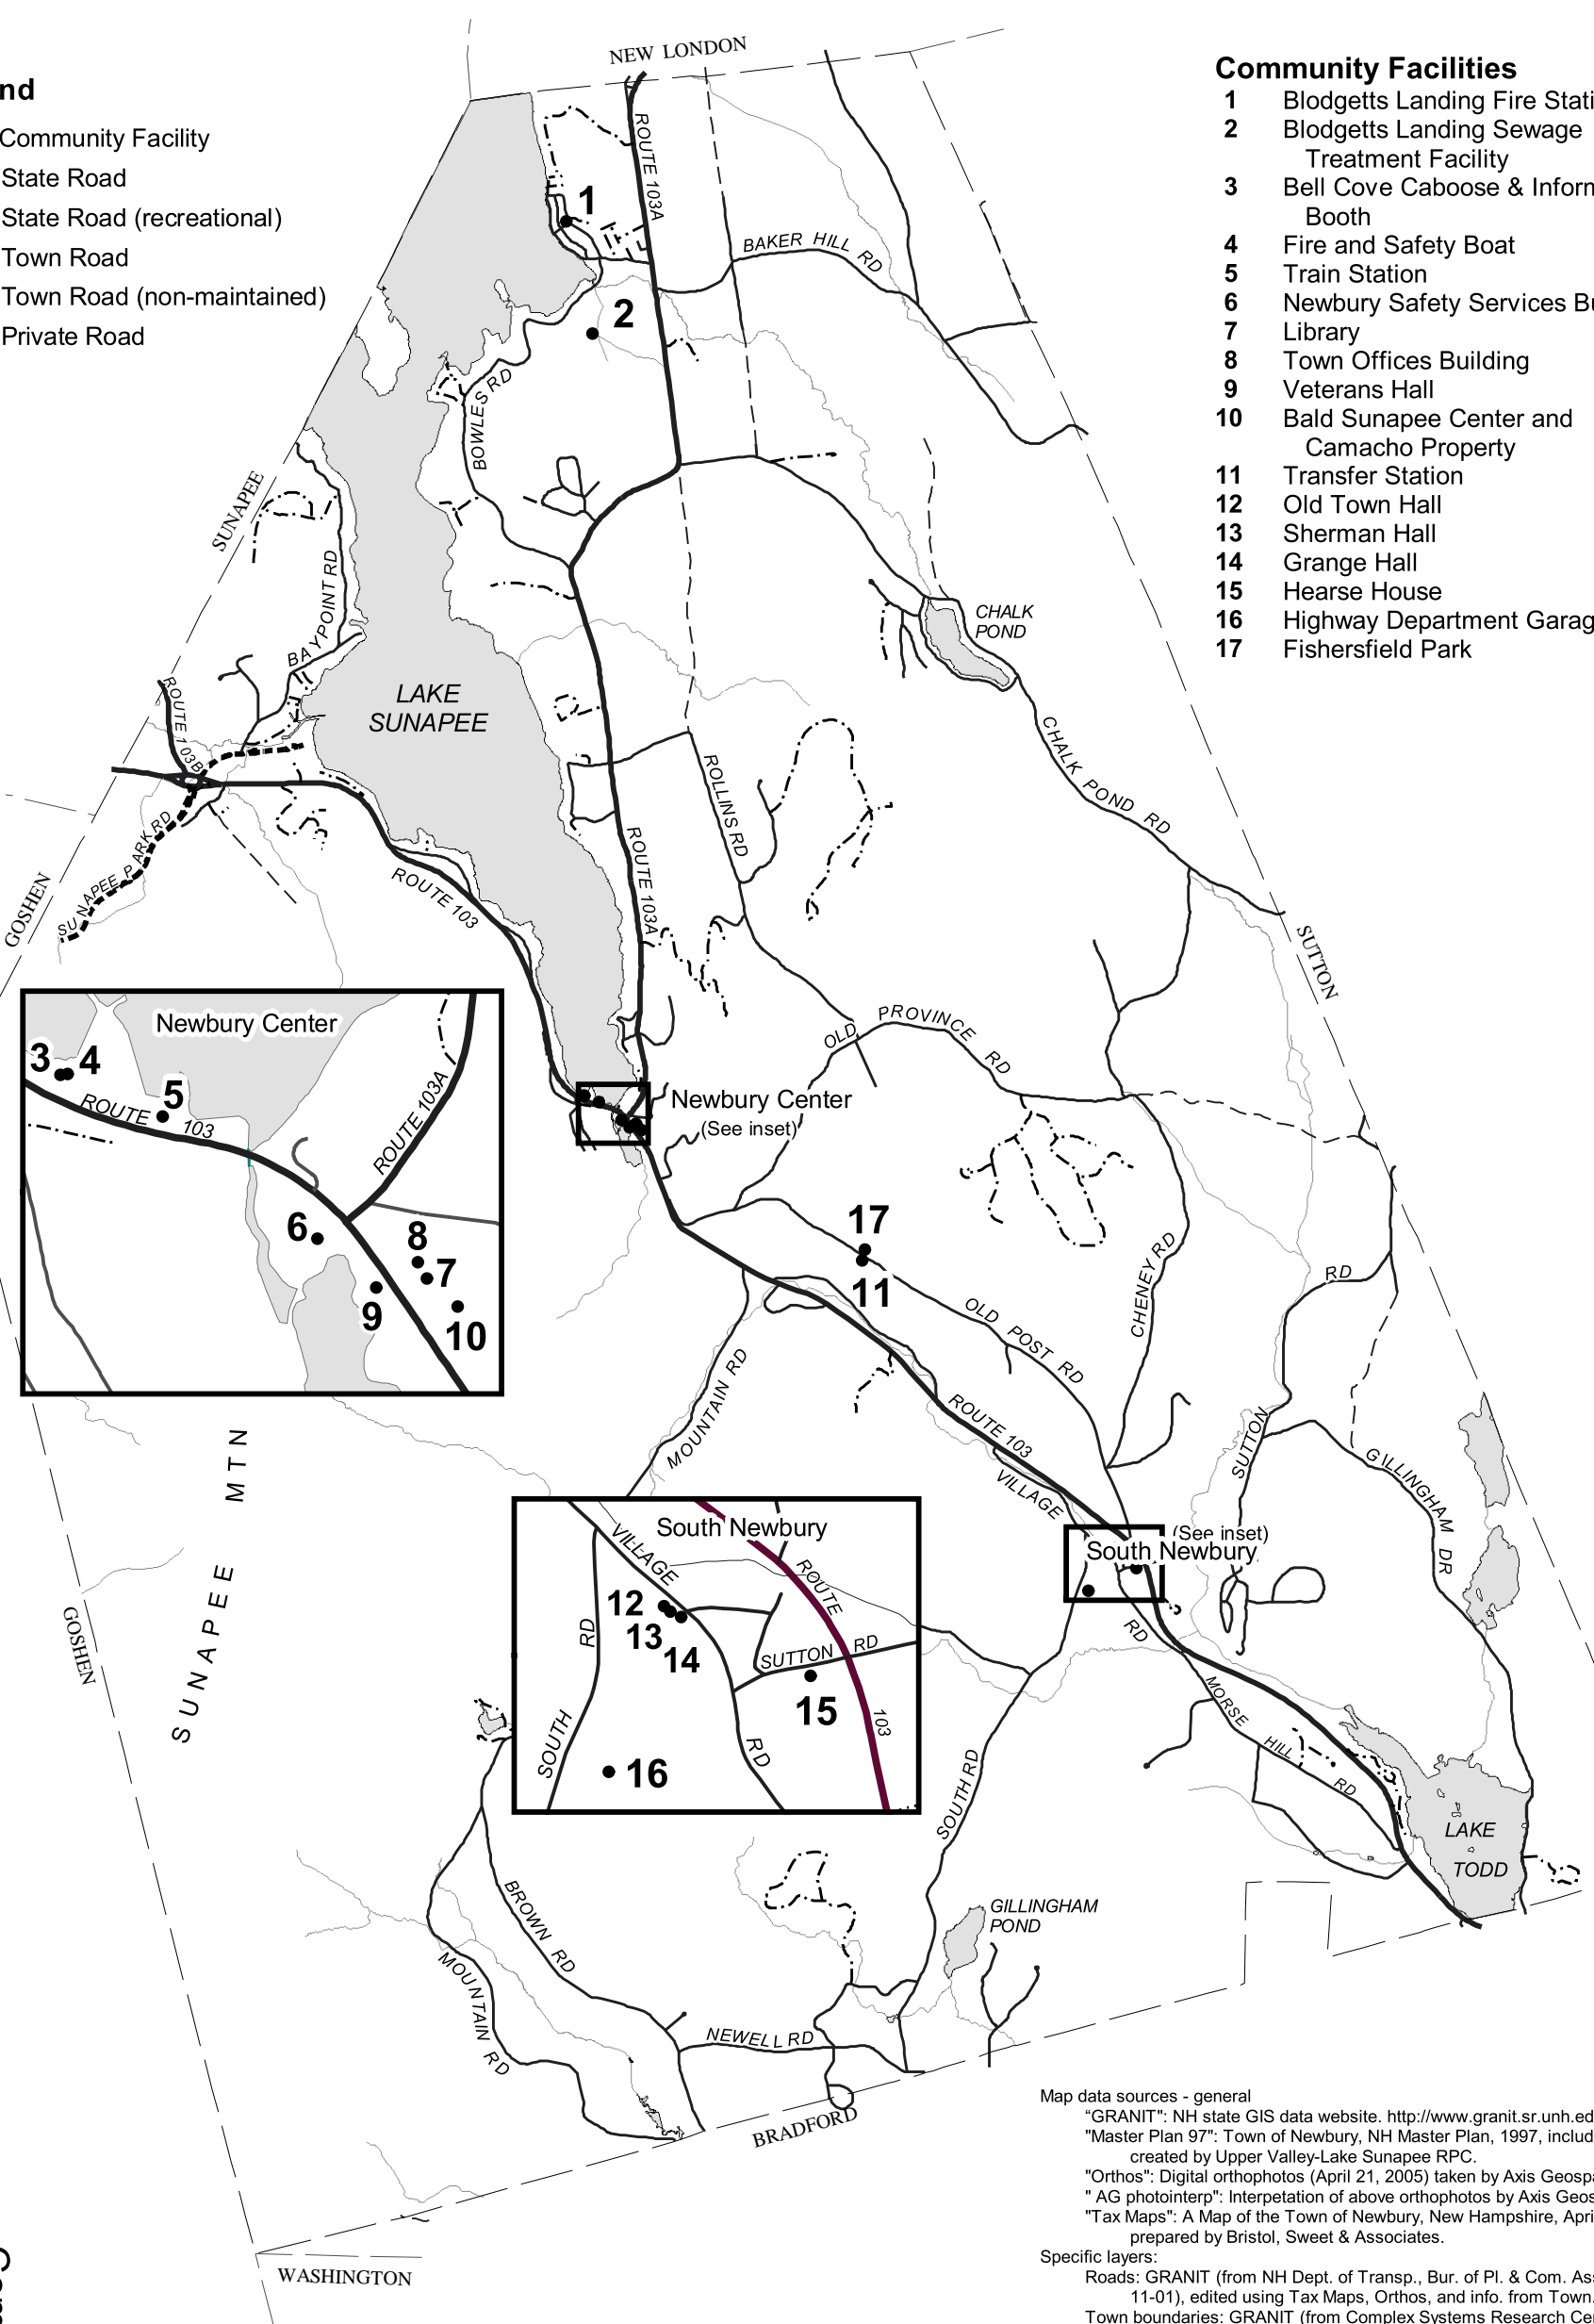 NEW LONDON
nd
Community Facility
State Road
State Road (recreational)
Town Road
Town Road (non-maintained)
Private Road
Community Facilities
1 Blodgetts Landing Fire Stati
2 Blodgetts Landing Sewage
Treatment Facility
3 Bell Cove Caboose & Inform
Booth
4 Fire and Safety Boat
5 Train Station
6 Newbury Safety Services Bu
7 Library
8 Town Offices Building
9 Veterans Hall
10 Bald Sunapee Center and
Camacho Property
11 Transfer Station
12 Old Town Hall
13 Sherman Hall
14 Grange Hall
15 Hearse House
16 Highway Department Garag
17 Fishersfield Park
ROUTE 103A
1
BAKER HILL RD
2
BOWLES RD
SUNAPEE
BAYPOINT RD
CHALK
POND
LAKE
SUNAPEE
ROUTE 103B
CHALK POND RD
ROLLINS RD
SUNAPEE PARK RD
ROUTE 103
ROUTE 103A
GOSHEN
SUTTON
Newbury Center
3
4
5
ROUTE 103
ROUTE 103A
6
8
7
9
10
OLD PROVINCE RD
Newbury Center
(See inset)
17
11
CHENEY RD
RD
OLD POST RD
MOUNTAIN RD
ROUTE 103
VILLAGE
SUTTON
GILLINGHAM DR
SUNAPEE MTN
South Newbury
VILLAGE
ROUTE
12
13
14
RD
SUTTON RD
15
SOUTH
RD
103
16
(See inset)
South Newbury
RD
GOSHEN
MORSE HILL RD
SOUTH RD
LAKE
TODD
BROWN RD
GILLINGHAM
POND
MOUNTAIN RD
NEWELL RD
BRADFORD
WASHINGTON
Map data sources - general
“GRANIT": NH state GIS data website. http://www.granit.sr.unh.ed
"Master Plan 97": Town of Newbury, NH Master Plan, 1997, includ
created by Upper Valley-Lake Sunapee RPC.
"Orthos": Digital orthophotos (April 21, 2005) taken by Axis Geospa
" AG photointerp": Interpetation of above orthophotos by Axis Geos
"Tax Maps": A Map of the Town of Newbury, New Hampshire, Apri
prepared by Bristol, Sweet & Associates.
Specific layers:
Roads: GRANIT (from NH Dept. of Transp., Bur. of Pl. & Com. Ass
11-01), edited using Tax Maps, Orthos, and info. from Town.
Town boundaries: GRANIT (from Complex Systems Research Ce